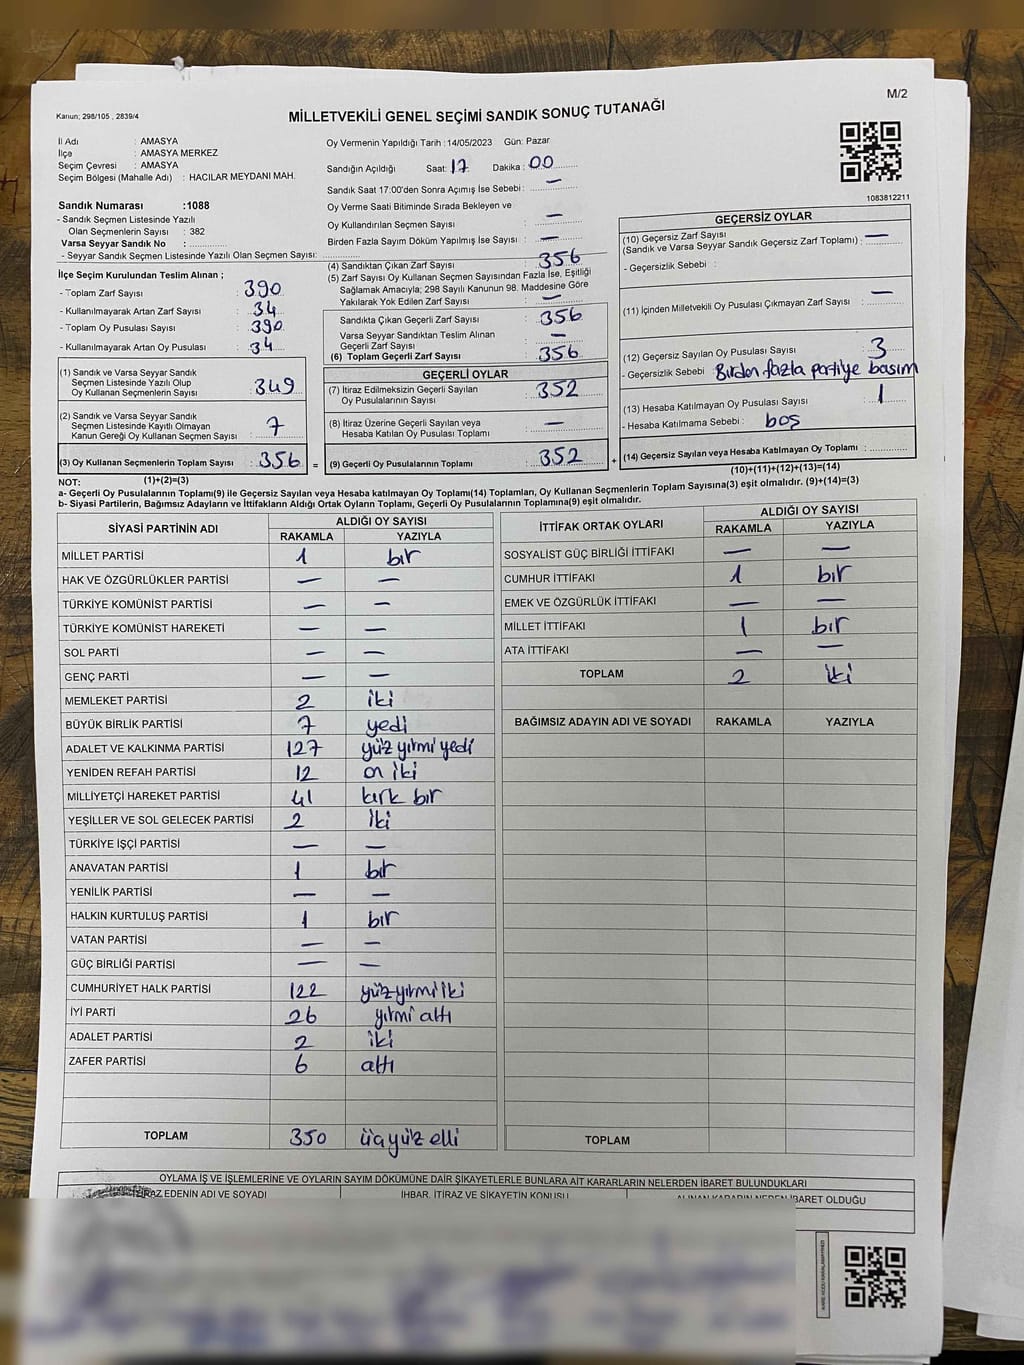 M/2
Kanun; 298/105 , 2839/4
MİLLETVEKİLİ GENEL SEÇİMİ SANDIK SONUÇ TUTANAĞI
İl Adı : AMASYA
İlçe : AMASYA MERKEZ
Seçim Çevresi : AMASYA
Seçim Bölgesi (Mahalle Adı) : HACILAR MEYDANI MAH.
Sandık Numarası :1088
- Sandık Seçmen Listesinde Yazılı
Olan Seçmenlerin Sayısı : 382
Varsa Seyyar Sandık No :
- Seyyar Sandık Seçmen Listesinde Yazılı Olan Seçmen Sayısı:
İlçe Seçim Kurulundan Teslim Alınan ;
- Toplam Zarf Sayısı : 390
- Kullanılmayarak Artan Zarf Sayısı : 34
- Toplam Oy Pusulası Sayısı : 390
- Kullanılmayarak Artan Oy Pusulası : 34
(1) Sandık ve Varsa Seyyar Sandık
Seçmen Listesinde Yazılı Olup
Oy Kullanan Seçmenlerin Sayısı : 349
(2) Sandık ve Varsa Seyyar Sandık
Seçmen Listesinde Kayıtlı Olmayan
Kanun Gereği Oy Kullanan Seçmen Sayısı : 7
(3) Oy Kullanan Seçmenlerin Toplam Sayısı : 356 =
Oy Vermenin Yapıldığı Tarih : 14/05/2023 Gün: Pazar
Sandığın Açıldığı Saat: 17 Dakika : 00
Sandık Saat 17:00'den Sonra Açımış İse Sebebi : —
Oy Verme Saati Bitiminde Sırada Bekleyen ve
Oy Kullandırılan Seçmen Sayısı : —
Birden Fazla Sayım Döküm Yapılmış İse Sayısı : —
(4) Sandıktan Çıkan Zarf Sayısı : 356
(5) Zarf Sayısı Oy Kullanan Seçmen Sayısından Fazla İse, Eşitliği
Sağlamak Amacıyla; 298 Sayılı Kanunun 98. Maddesine Göre
Yakılarak Yok Edilen Zarf Sayısı : —
Sandıkta Çıkan Geçerli Zarf Sayısı : 356
Varsa Seyyar Sandıktan Teslim Alınan
Geçerli Zarf Sayısı : —
(6) Toplam Geçerli Zarf Sayısı : 356
GEÇERLİ OYLAR
(7) İtiraz Edilmeksizin Geçerli Sayılan
Oy Pusulalarının Sayısı : 352
(8) İtiraz Üzerine Geçerli Sayılan veya
Hesaba Katılan Oy Pusulası Toplamı : —
(9) Geçerli Oy Pusulalarının Toplamı : 352 +
1083812211
GEÇERSİZ OYLAR
(10) Geçersiz Zarf Sayısı
(Sandık ve Varsa Seyyar Sandık Geçersiz Zarf Toplamı) : —
- Geçersizlik Sebebi :
(11) İçinden Milletvekili Oy Pusulası Çıkmayan Zarf Sayısı : —
(12) Geçersiz Sayılan Oy Pusulası Sayısı : 3
- Geçersizlik Sebebi : Birden fazla partiye basım
(13) Hesaba Katılmayan Oy Pusulası Sayısı : 1
- Hesaba Katılmama Sebebi : boş
(14) Geçersiz Sayılan veya Hesaba Katılmayan Oy Toplamı :
(10)+(11)+(12)+(13)=(14)
NOT: (1)+(2)=(3)
a- Geçerli Oy Pusulalarının Toplamı(9) ile Geçersiz Sayılan veya Hesaba katılmayan Oy Toplamı(14) Toplamları, Oy Kullanan Seçmenlerin Toplam Sayısına(3) eşit olmalıdır. (9)+(14)=(3)
b- Siyasi Partilerin, Bağımsız Adayların ve İttifakların Aldığı Ortak Oyların Toplamı, Geçerli Oy Pusulalarının Toplamına(9) eşit olmalıdır.
SİYASİ PARTİNİN ADI ALDIĞI OY SAYISI
RAKAMLA YAZIYLA
MİLLET PARTİSİ 1 bir
HAK VE ÖZGÜRLÜKLER PARTİSİ — —
TÜRKİYE KOMÜNİST PARTİSİ — —
TÜRKİYE KOMÜNİST HAREKETİ — —
SOL PARTİ — —
GENÇ PARTİ — —
MEMLEKET PARTİSİ 2 iki
BÜYÜK BİRLİK PARTİSİ 7 yedi
ADALET VE KALKINMA PARTİSİ 127 yüz yirmi yedi
YENİDEN REFAH PARTİSİ 12 on iki
MİLLİYETÇİ HAREKET PARTİSİ 41 kırk bir
YEŞİLLER VE SOL GELECEK PARTİSİ 2 iki
TÜRKİYE İŞÇİ PARTİSİ — —
ANAVATAN PARTİSİ 1 bir
YENİLİK PARTİSİ — —
HALKIN KURTULUŞ PARTİSİ 1 bir
VATAN PARTİSİ — —
GÜÇ BİRLİĞİ PARTİSİ — —
CUMHURİYET HALK PARTİSİ 122 yüzyirmi iki
İYİ PARTİ 26 yirmi altı
ADALET PARTİSİ 2 iki
ZAFER PARTİSİ 6 altı
TOPLAM 350 üçyüz elli
İTTİFAK ORTAK OYLARI ALDIĞI OY SAYISI
RAKAMLA YAZIYLA
SOSYALİST GÜÇ BİRLİĞİ İTTİFAKI — —
CUMHUR İTTİFAKI 1 bir
EMEK VE ÖZGÜRLÜK İTTİFAKI — —
MİLLET İTTİFAKI 1 bir
ATA İTTİFAKI — —
TOPLAM 2 iki
BAĞIMSIZ ADAYIN ADI VE SOYADI RAKAMLA YAZIYLA
TOPLAM
OYLAMA İŞ VE İŞLEMLERİNE VE OYLARIN SAYIM DÖKÜMÜNE DAİR ŞİKAYETLERLE BUNLARA AİT KARARLARIN NELERDEN İBARET BULUNDUKLARI
İTİRAZ EDENİN ADI VE SOYADI İHBAR, İTİRAZ VE ŞİKAYETİN KONUSU ALINAN KARARIN NEDEN İBARET OLDUĞU